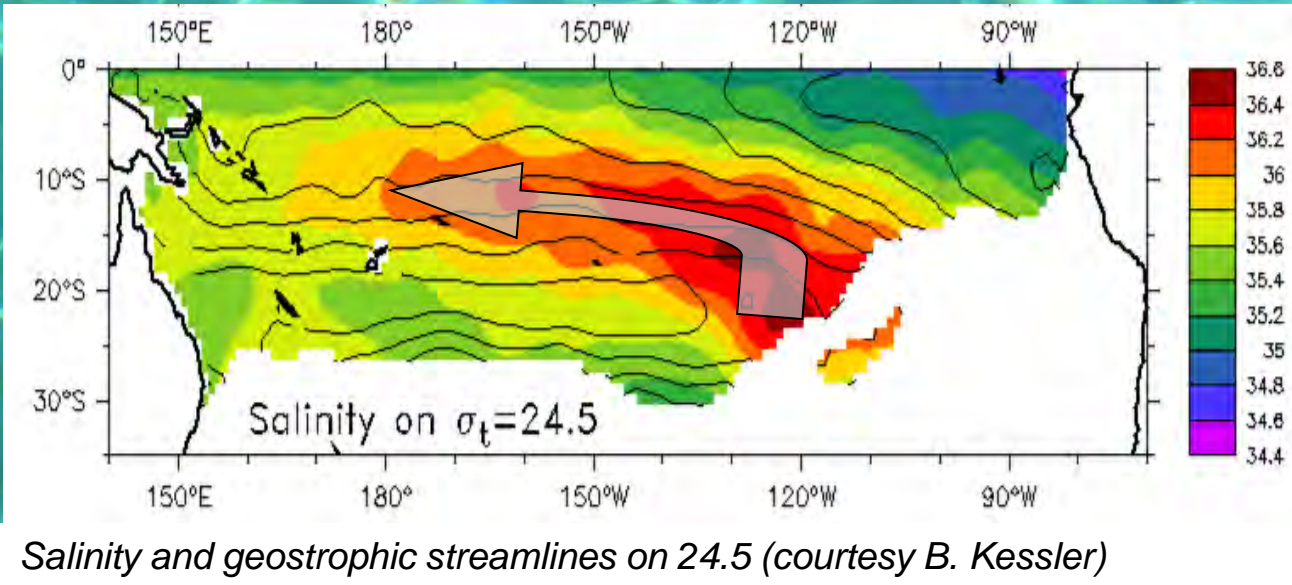 150°E 180° 150°W 120°W 90°W
0°
10°S
20°S
30°S
36.6
36.4
36.2
36
35.8
35.6
35.4
35.2
35
34.8
34.6
34.4
Salinity on σt=24.5
150°E 180° 150°W 120°W 90°W
Salinity and geostrophic streamlines on 24.5 (courtesy B. Kessler)